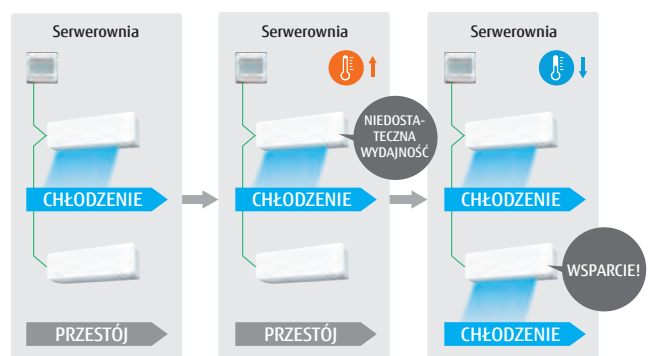 Serwerownia
CHŁODZENIE
PRZESTÓJ
Serwerownia
NIEDOSTA-
TECZNA
WYDAJNOŚĆ
CHŁODZENIE
PRZESTÓJ
Serwerownia
CHŁODZENIE
WSPARCIE!
CHŁODZENIE